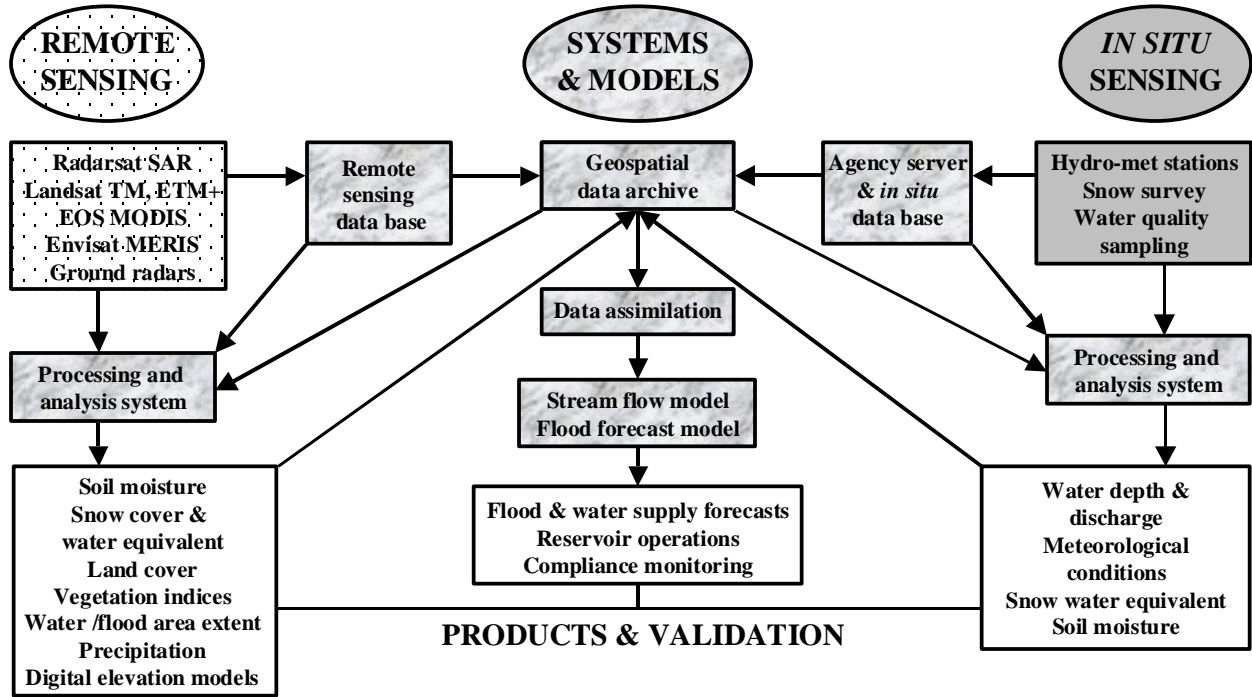 REMOTE
SENSING
SYSTEMS
& MODELS
IN SITU
SENSING
Radarsat SAR
Landsat TM, ETM+
EOS MODIS
Envisat MERIS
Ground radars
Remote
sensing
data base
Geospatial
data archive
Agency server
& in situ
data base
Hydro-met stations
Snow survey
Water quality
sampling
Data assimilation
Processing and
analysis system
Stream flow model
Flood forecast model
Processing and
analysis system
Soil moisture
Snow cover &
water equivalent
Land cover
Vegetation indices
Water /flood area extent
Precipitation
Digital elevation models
Flood & water supply forecasts
Reservoir operations
Compliance monitoring
Water depth &
discharge
Meteorological
conditions
Snow water equivalent
Soil moisture
PRODUCTS & VALIDATION